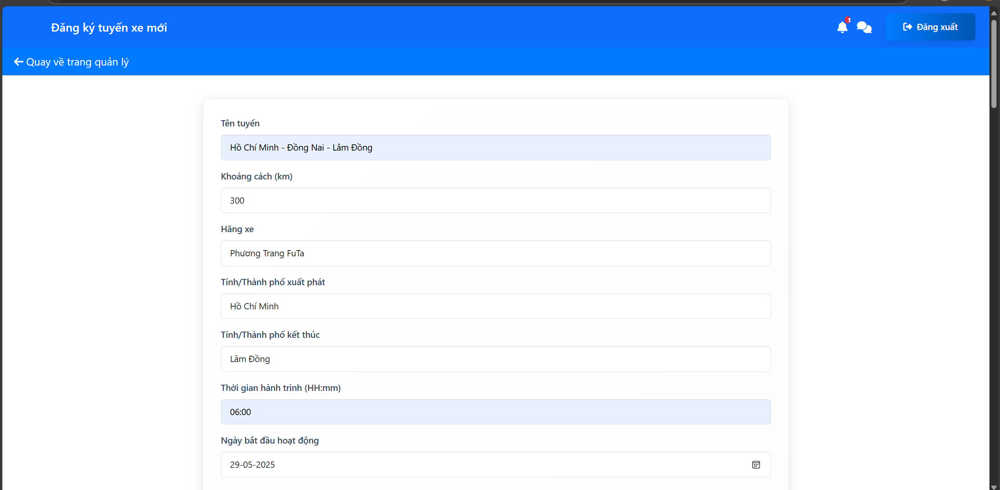 Đăng ký tuyến xe mới
1
Đăng xuất
Quay về trang quản lý
Tên tuyến
Hồ Chí Minh - Đồng Nai - Lâm Đồng
Khoảng cách (km)
300
Hãng xe
Phương Trang FuTa
Tỉnh/Thành phố xuất phát
Hồ Chí Minh
Tỉnh/Thành phố kết thúc
Lâm Đồng
Thời gian hành trình (HH:mm)
06:00
Ngày bắt đầu hoạt động
29-05-2025